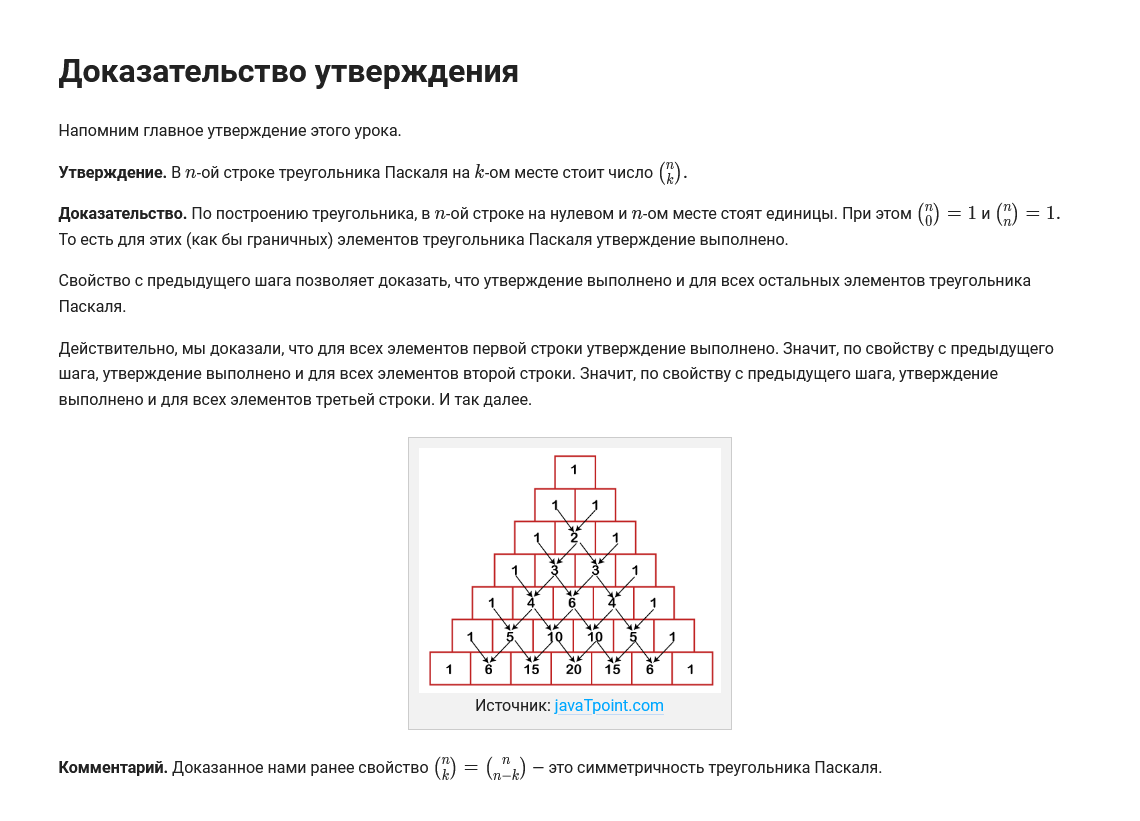 Доказательство утверждения
Напомним главное утверждение этого урока.
Утверждение. В n-ой строке треугольника Паскаля на k-ом месте стоит число (n k).
Доказательство. По построению треугольника, в n-ой строке на нулевом и n-ом месте стоят единицы. При этом (n 0) = 1 и (n n) = 1.
То есть для этих (как бы граничных) элементов треугольника Паскаля утверждение выполнено.
Свойство с предыдущего шага позволяет доказать, что утверждение выполнено и для всех остальных элементов треугольника
Паскаля.
Действительно, мы доказали, что для всех элементов первой строки утверждение выполнено. Значит, по свойству с предыдущего
шага, утверждение выполнено и для всех элементов второй строки. Значит, по свойству с предыдущего шага, утверждение
выполнено и для всех элементов третьей строки. И так далее.
1
1 1
1 2 1
1 3 3 1
1 4 6 4 1
1 5 10 10 5 1
1 6 15 20 15 6 1
Источник: javaTpoint.com
Комментарий. Доказанное нами ранее свойство (n k) = (n n−k) — это симметричность треугольника Паскаля.